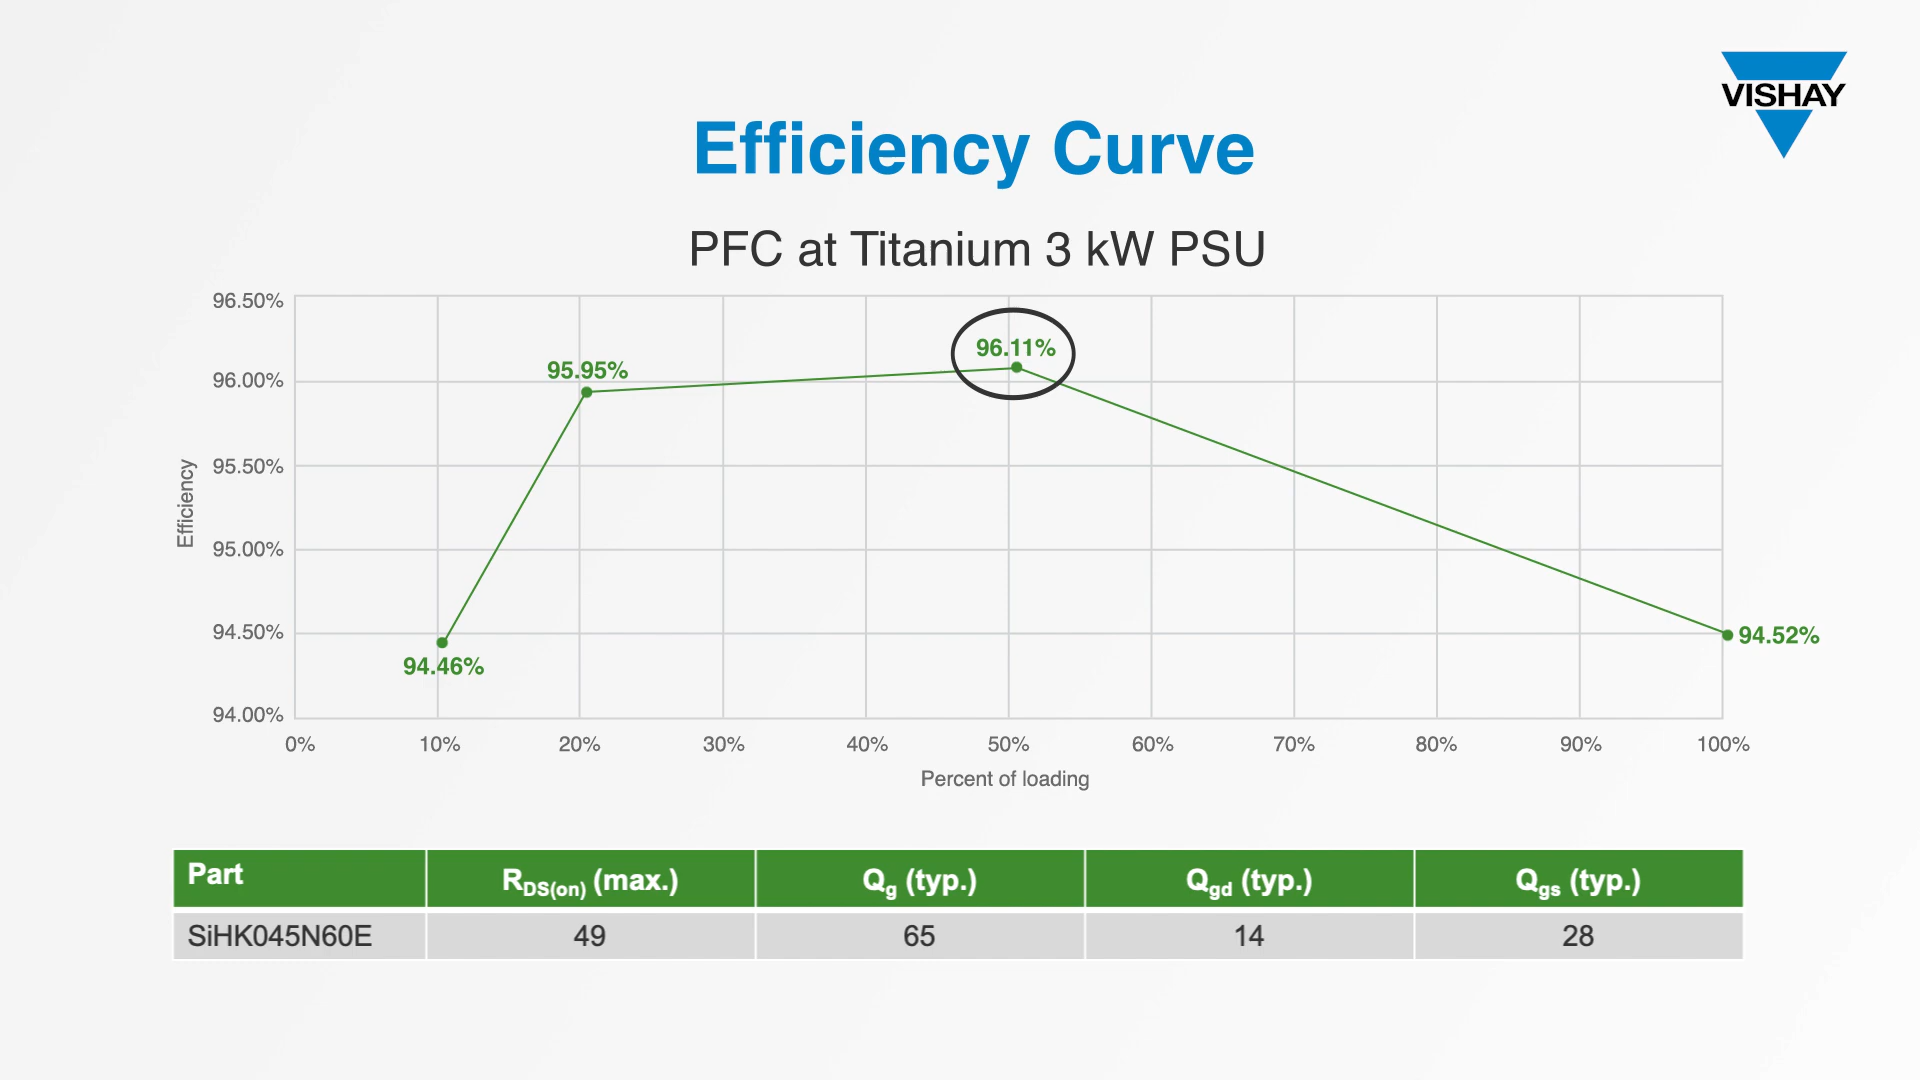 VISHAY
Efficiency Curve
PFC at Titanium 3 kW PSU
96.50%
96.00%
95.50%
95.00%
94.50%
94.00%
Efficiency
94.46%
95.95%
96.11%
94.52%
0% 10% 20% 30% 40% 50% 60% 70% 80% 90% 100%
Percent of loading
Part RDS(on) (max.) Qg (typ.) Qgd (typ.) Qgs (typ.)
SiHK045N60E 49 65 14 28